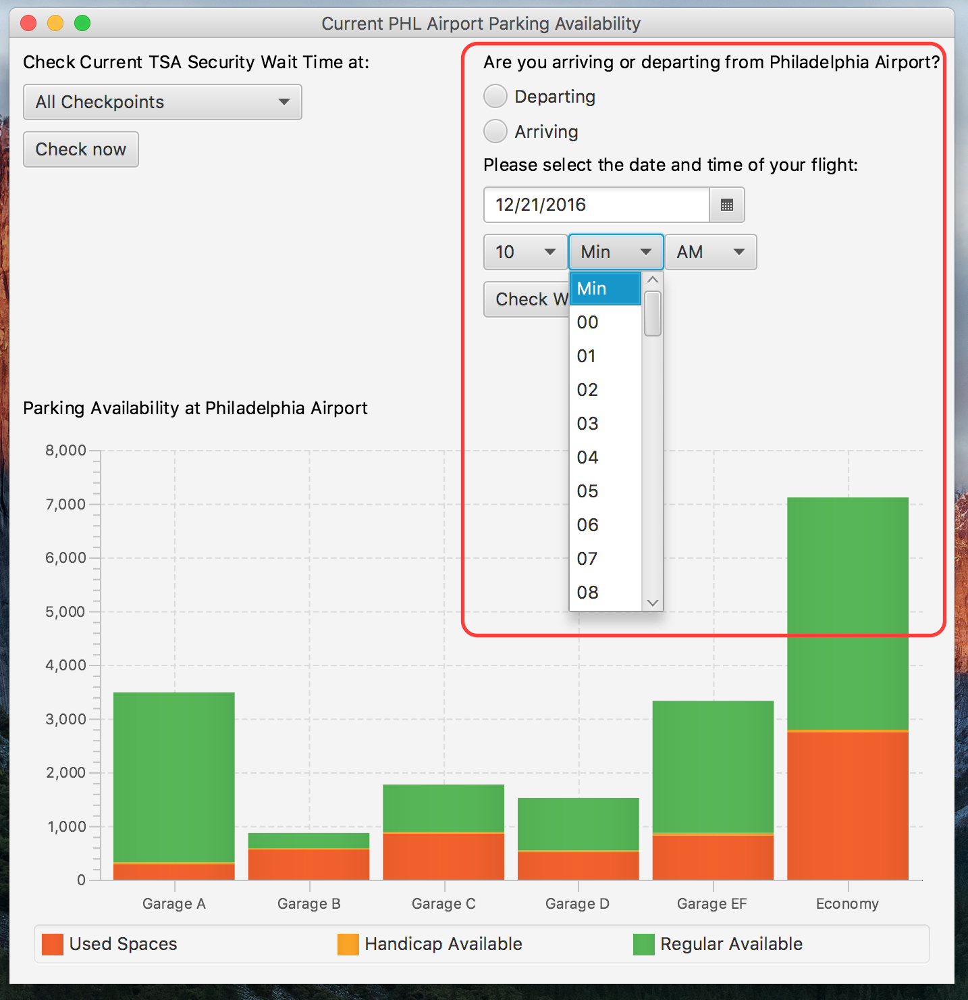 Current PHL Airport Parking Availability
Check Current TSA Security Wait Time at:
All Checkpoints
Check now
Are you arriving or departing from Philadelphia Airport?
Departing
Arriving
Please select the date and time of your flight:
12/21/2016
10 Min AM
Check W
Min
00
01
02
03
04
05
06
07
08
Parking Availability at Philadelphia Airport
8,000
7,000
6,000
5,000
4,000
3,000
2,000
1,000
0
Garage A Garage B Garage C Garage D Garage EF Economy
Used Spaces Handicap Available Regular Available